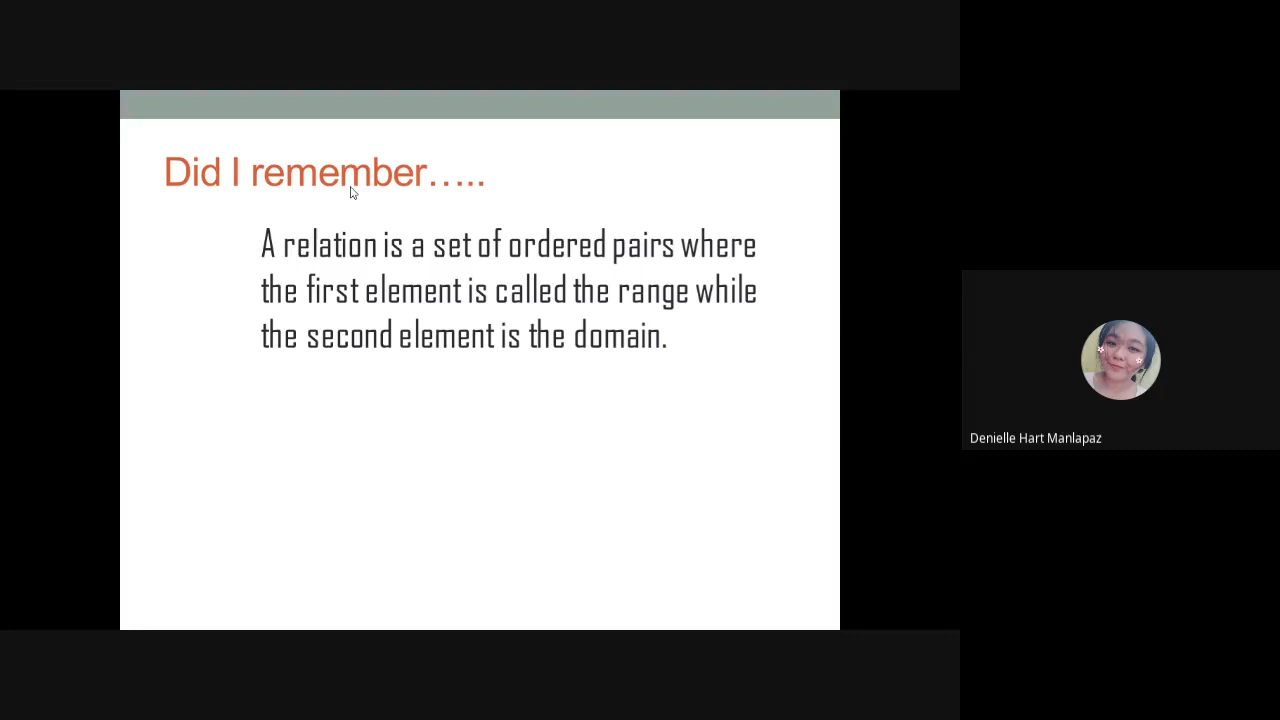 Did I remember…..
A relation is a set of ordered pairs where
the first element is called the range while
the second element is the domain.
Denielle Hart Manlapaz